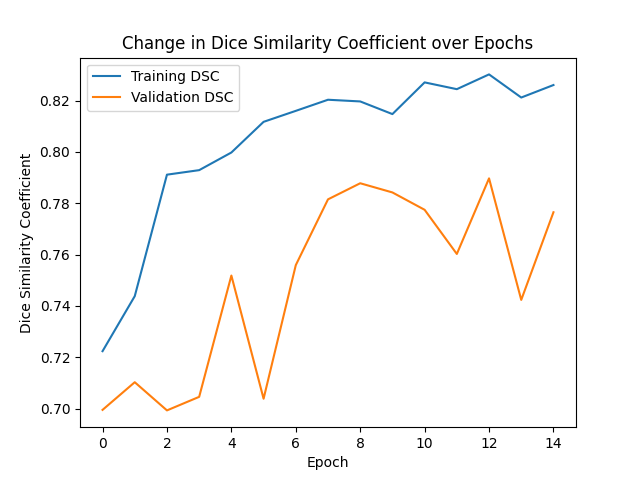 Change in Dice Similarity Coefficient over Epochs
Training DSC
Validation DSC
Dice Similarity Coefficient
0.82
0.80
0.78
0.76
0.74
0.72
0.70
0 2 4 6 8 10 12 14
Epoch